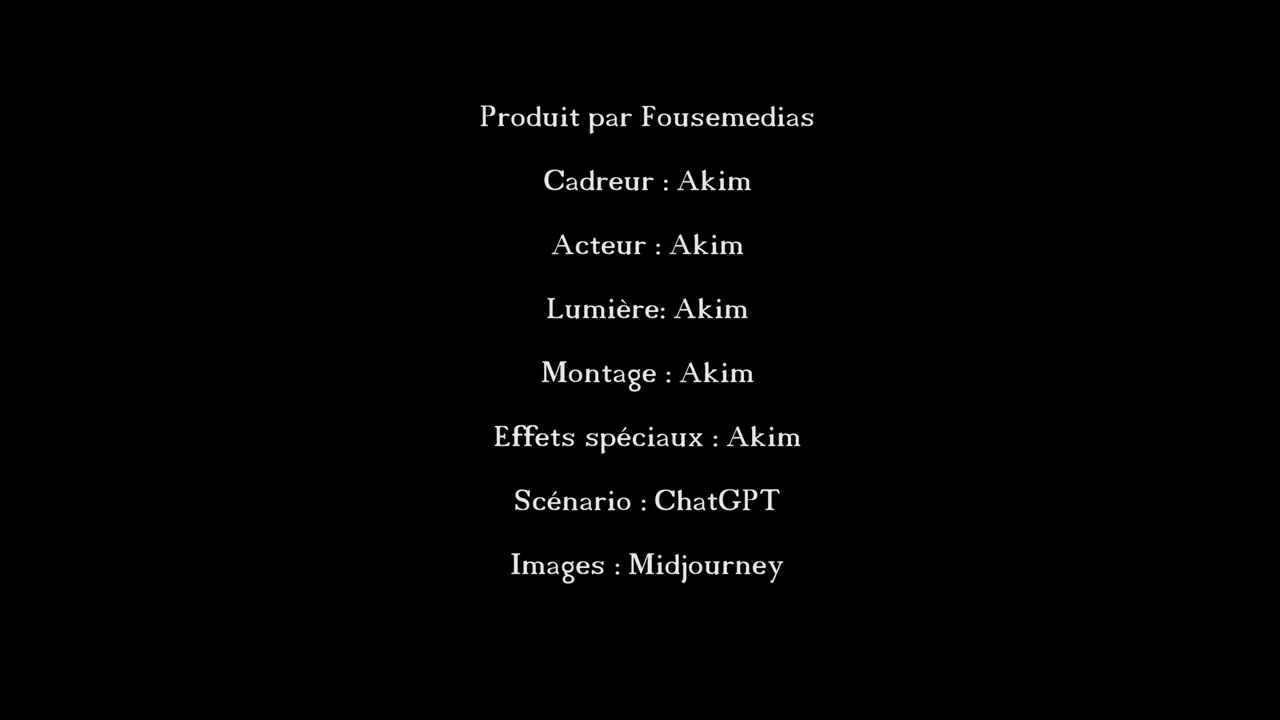 Produit par Fousemedias
Cadreur : Akim
Acteur : Akim
Lumière: Akim
Montage : Akim
Effets spéciaux : Akim
Scénario : ChatGPT
Images : Midjourney